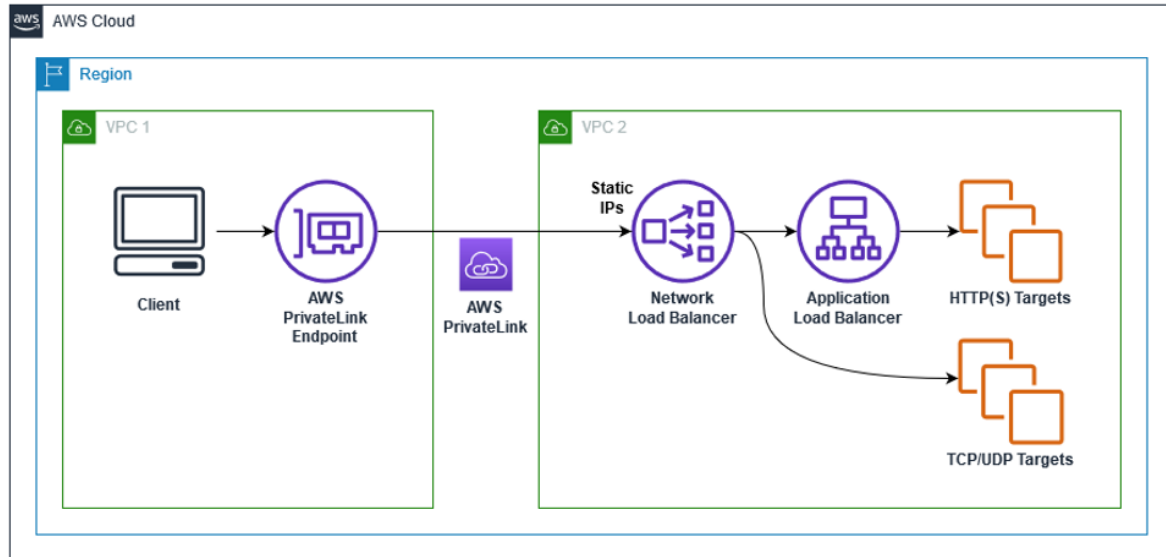 aws
AWS Cloud
Region
VPC 1
VPC 2
Client
AWS
PrivateLink
Endpoint
AWS
PrivateLink
Static
IPs
Network
Load Balancer
Application
Load Balancer
HTTP(S) Targets
TCP/UDP Targets